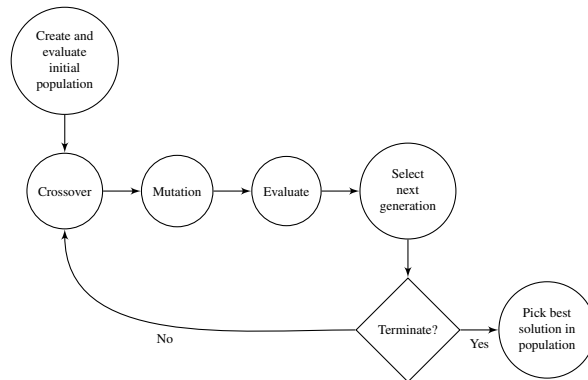 Create and
evaluate
initial
population
Crossover
Mutation
Evaluate
Select
next
generation
Terminate?
No
Yes
Pick best
solution in
population